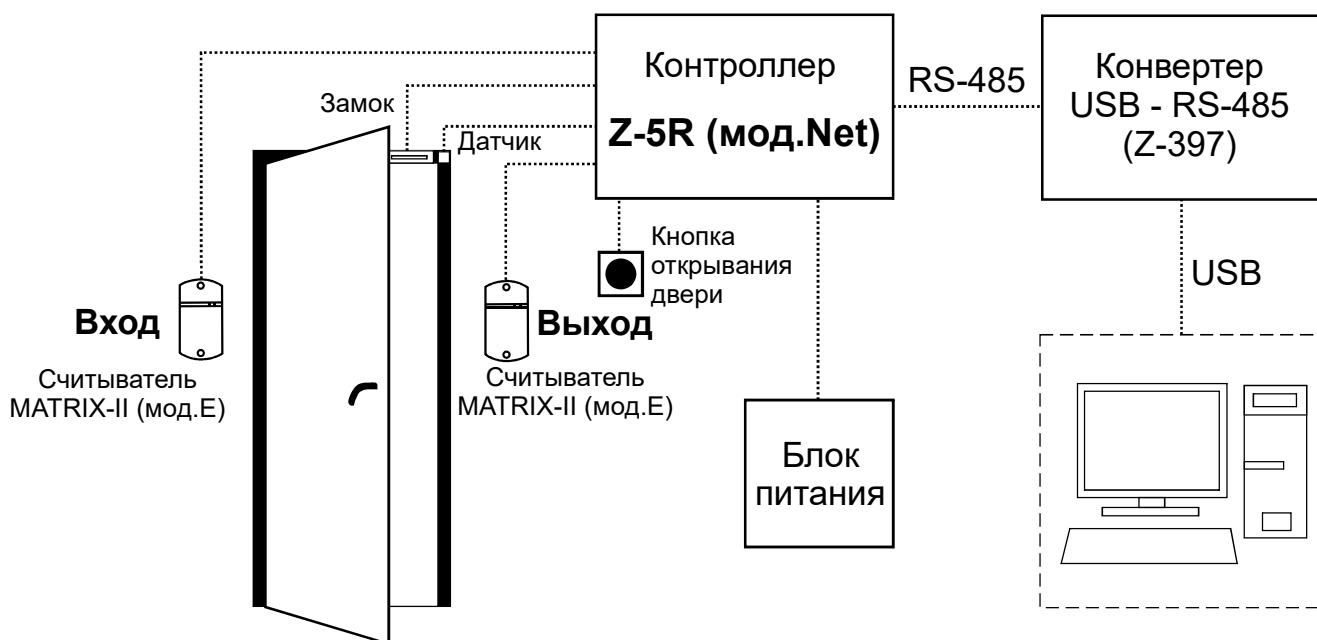 Контроллер
Z-5R (мод.Net)
RS-485
Конвертер
USB - RS-485
(Z-397)
Замок
Датчик
Кнопка
открывания
двери
USB
Вход
Выход
Считыватель
MATRIX-II (мод.E)
Считыватель
MATRIX-II (мод.E)
Блок
питания